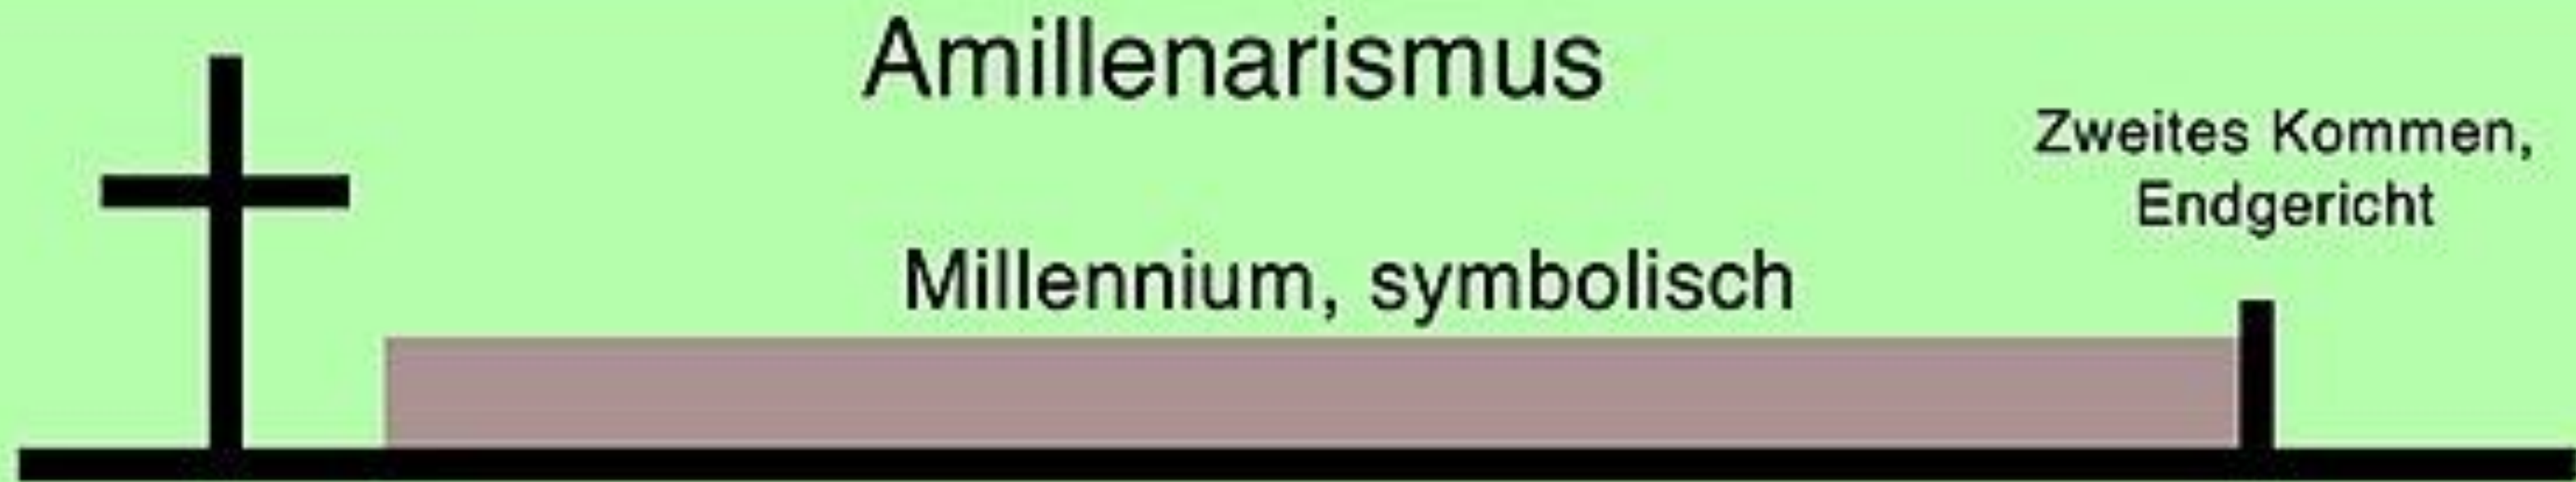 Amillenarismus
Zweites Kommen,
Endgericht
Millennium, symbolisch